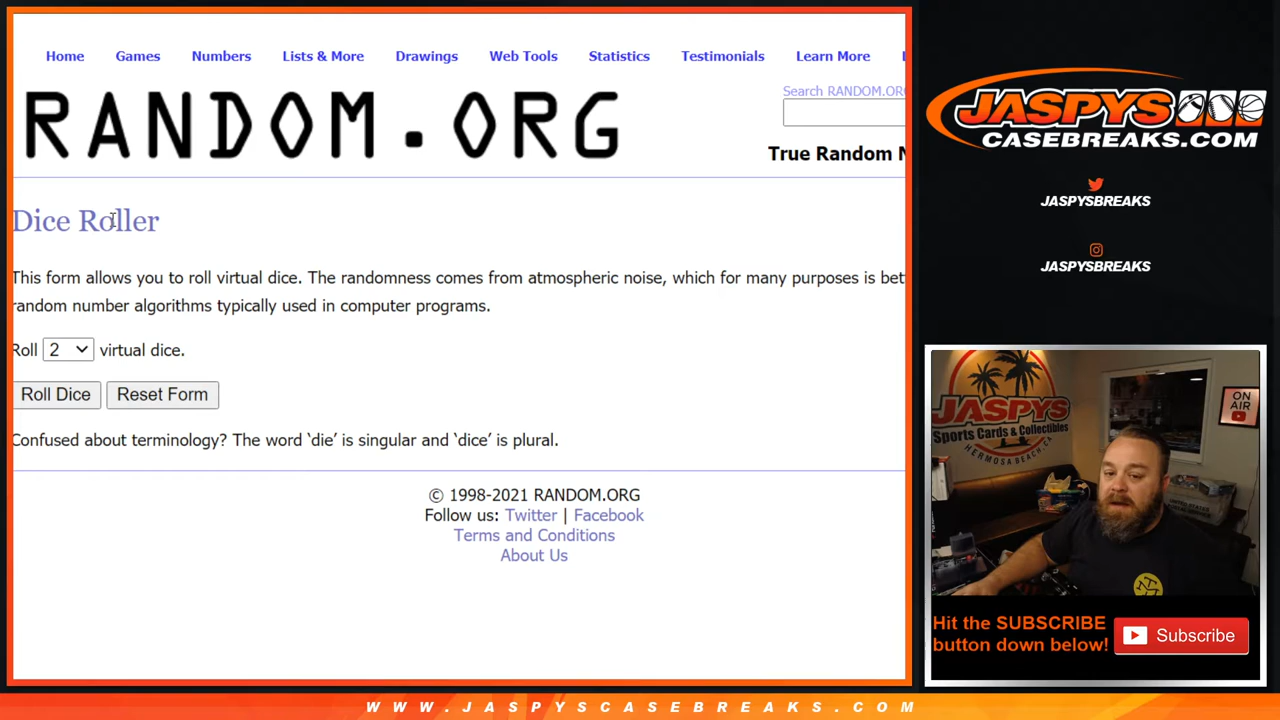 Home Games Numbers Lists & More Drawings Web Tools Statistics Testimonials Learn More
RANDOM.ORG
Search RANDOM.ORG
True Random N
Dice Roller
This form allows you to roll virtual dice. The randomness comes from atmospheric noise, which for many purposes is bet
random number algorithms typically used in computer programs.
Roll 2 virtual dice.
Roll Dice Reset Form
Confused about terminology? The word ‘die’ is singular and ‘dice’ is plural.
© 1998-2021 RANDOM.ORG
Follow us: Twitter | Facebook
Terms and Conditions
About Us
JASPYS
CASEBREAKS.COM
JASPYSBREAKS
JASPYSBREAKS
JASPYS
Sports Cards & Collectibles
HERMOSA BEACH, CA
ON
AIR
UNITED STATES
POSTAL SERVICE
Hit the SUBSCRIBE
button down below!
Subscribe
WWW.JASPYSCASEBREAKS.COM